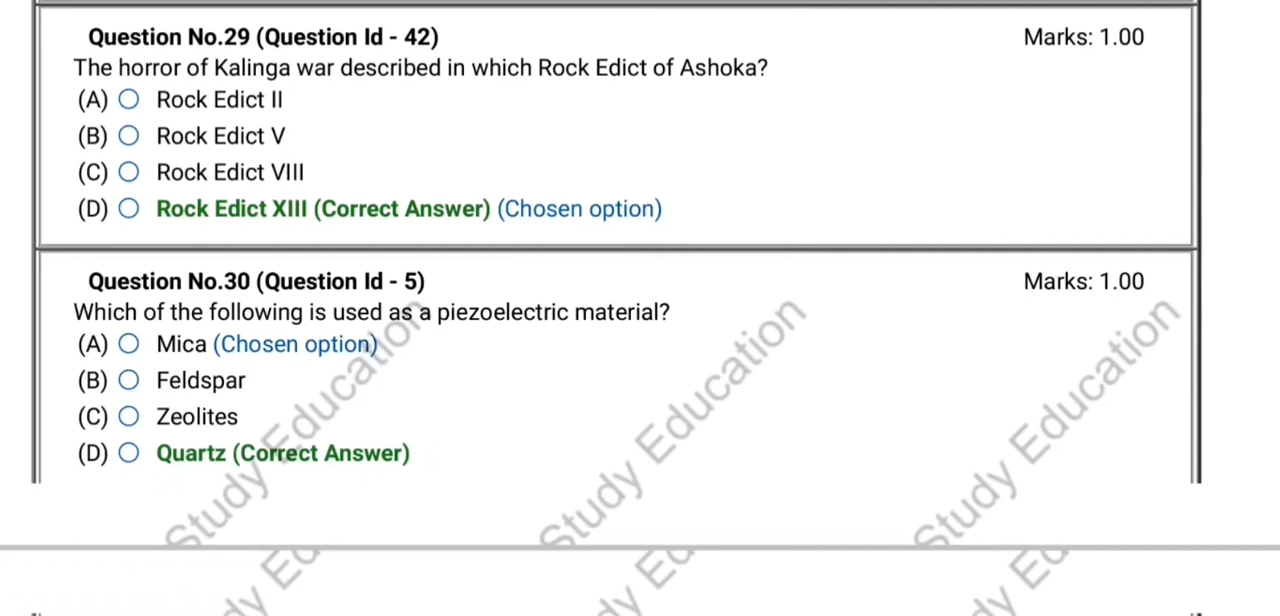 Question No.29 (Question Id - 42) Marks: 1.00
The horror of Kalinga war described in which Rock Edict of Ashoka?
(A) Rock Edict II
(B) Rock Edict V
(C) Rock Edict VIII
(D) Rock Edict XIII (Correct Answer) (Chosen option)
Question No.30 (Question Id - 5) Marks: 1.00
Which of the following is used as a piezoelectric material?
(A) Mica (Chosen option)
(B) Feldspar
(C) Zeolites
(D) Quartz (Correct Answer)
Study Education
Study Education
Study Education